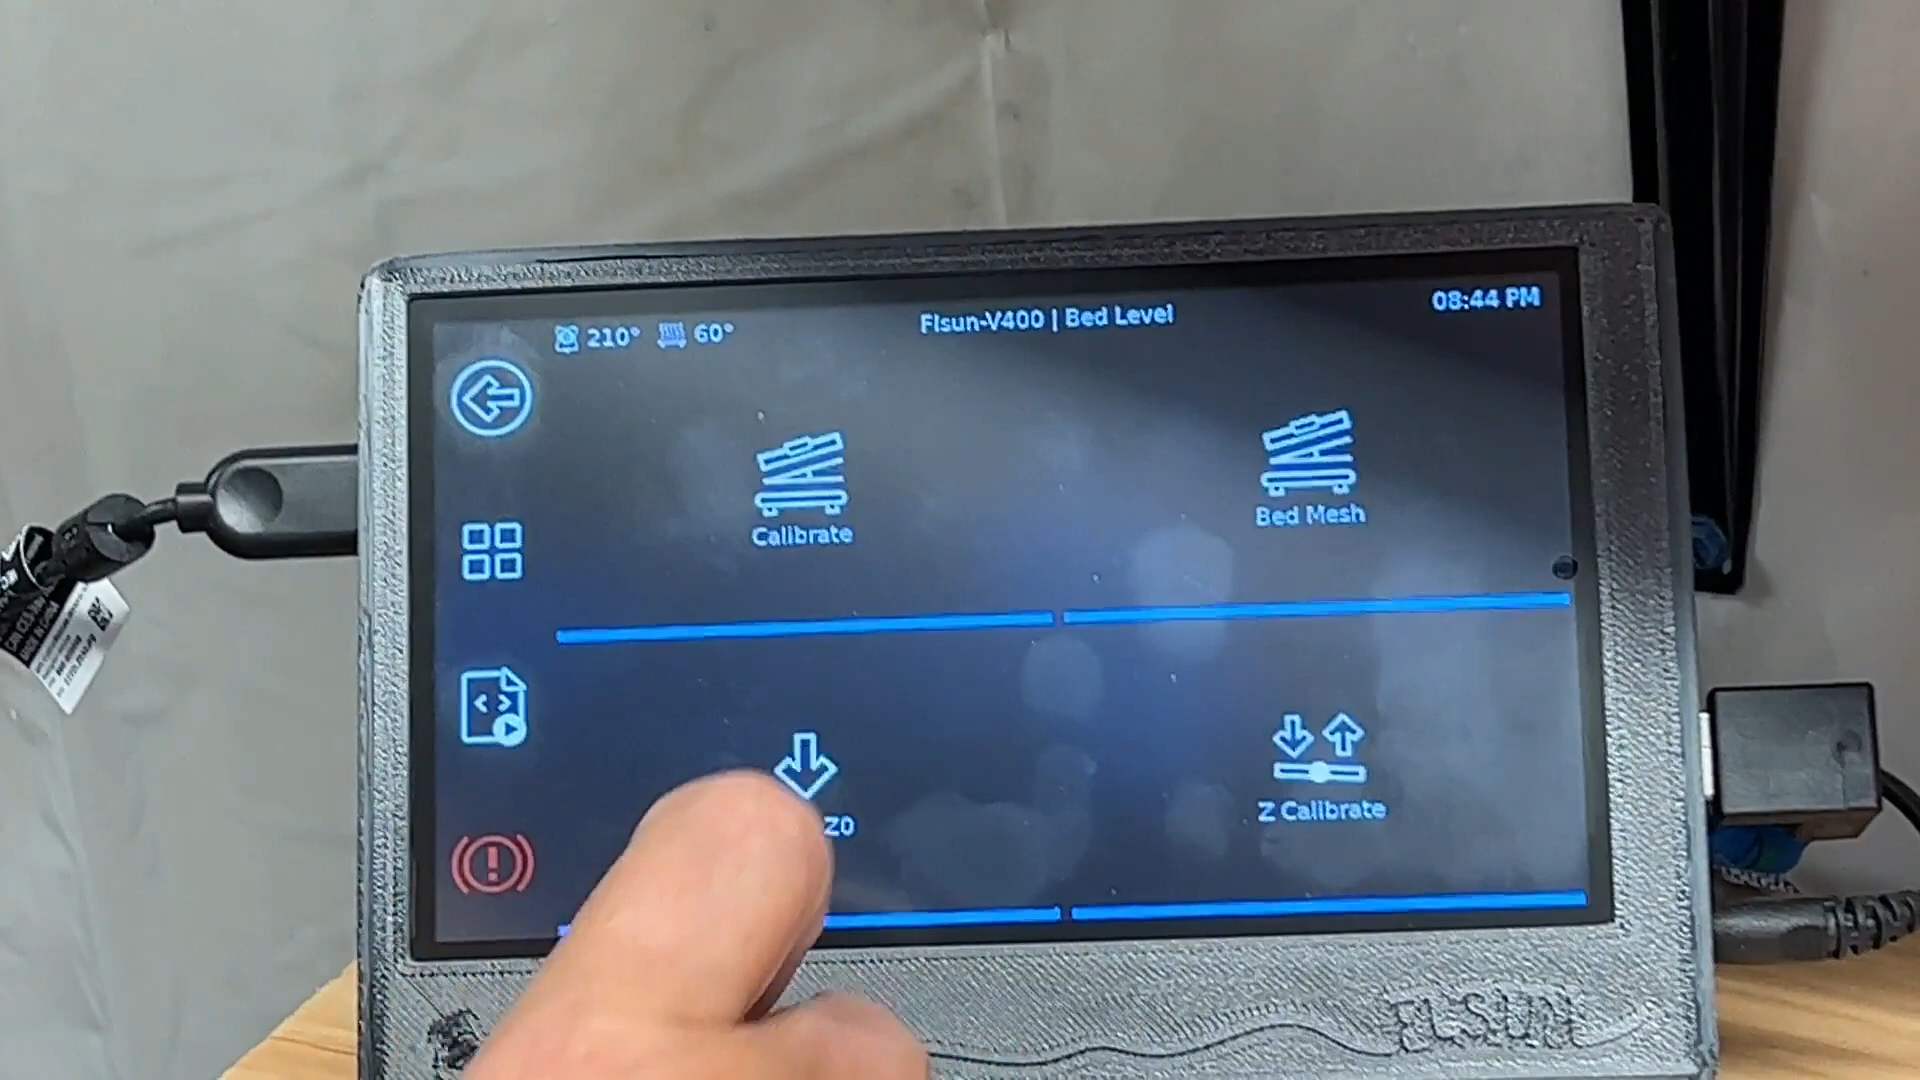 210° 60° Flsun-V400 | Bed Level 08:44 PM
Calibrate
Bed Mesh
Z0
Z Calibrate
FLSUN